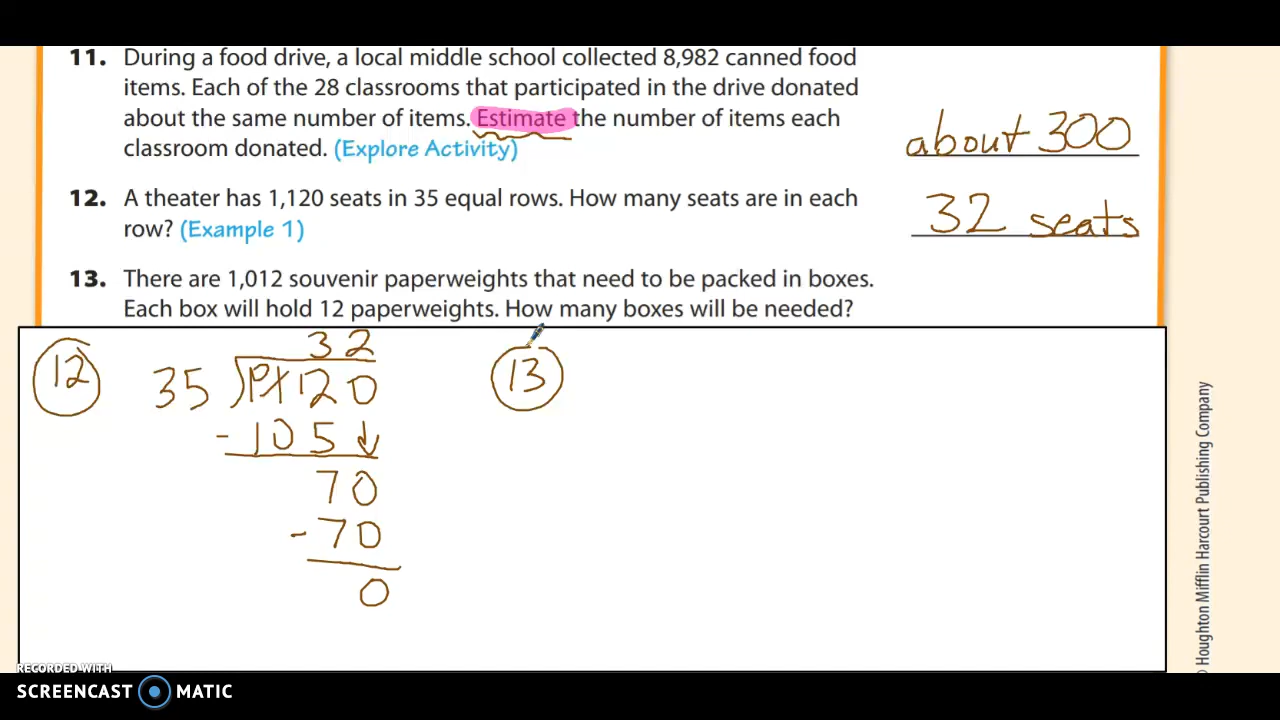 11. During a food drive, a local middle school collected 8,982 canned food
items. Each of the 28 classrooms that participated in the drive donated
about the same number of items. Estimate the number of items each
classroom donated. (Explore Activity)
about 300
12. A theater has 1,120 seats in 35 equal rows. How many seats are in each
row? (Example 1)
32 seats
13. There are 1,012 souvenir paperweights that need to be packed in boxes.
Each box will hold 12 paperweights. How many boxes will be needed?
12
32
35 1120
- 105 ↓
70
- 70
0
13
Houghton Mifflin Harcourt Publishing Company
RECORDED WITH
SCREENCAST MATIC